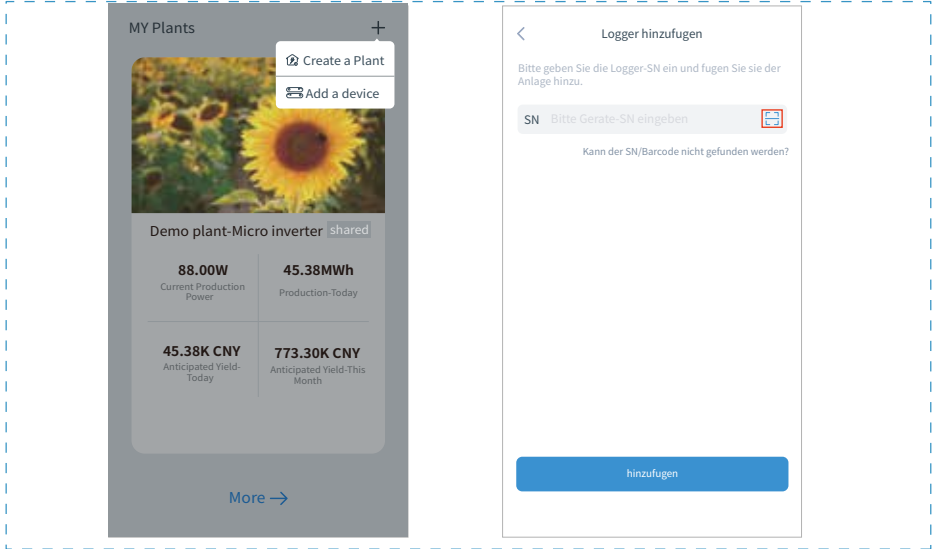 MY Plants
Create a Plant
Add a device
Demo plant-Micro inverter shared
88.00W
Current Production
Power
45.38MWh
Production-Today
45.38K CNY
Anticipated Yield-
Today
773.30K CNY
Anticipated Yield-This
Month
More
Logger hinzufugen
Bitte geben Sie die Logger-SN ein und fugen Sie sie der
Anlage hinzu.
SN Bitte Gerate-SN eingeben
Kann der SN/Barcode nicht gefunden werden?
hinzufugen